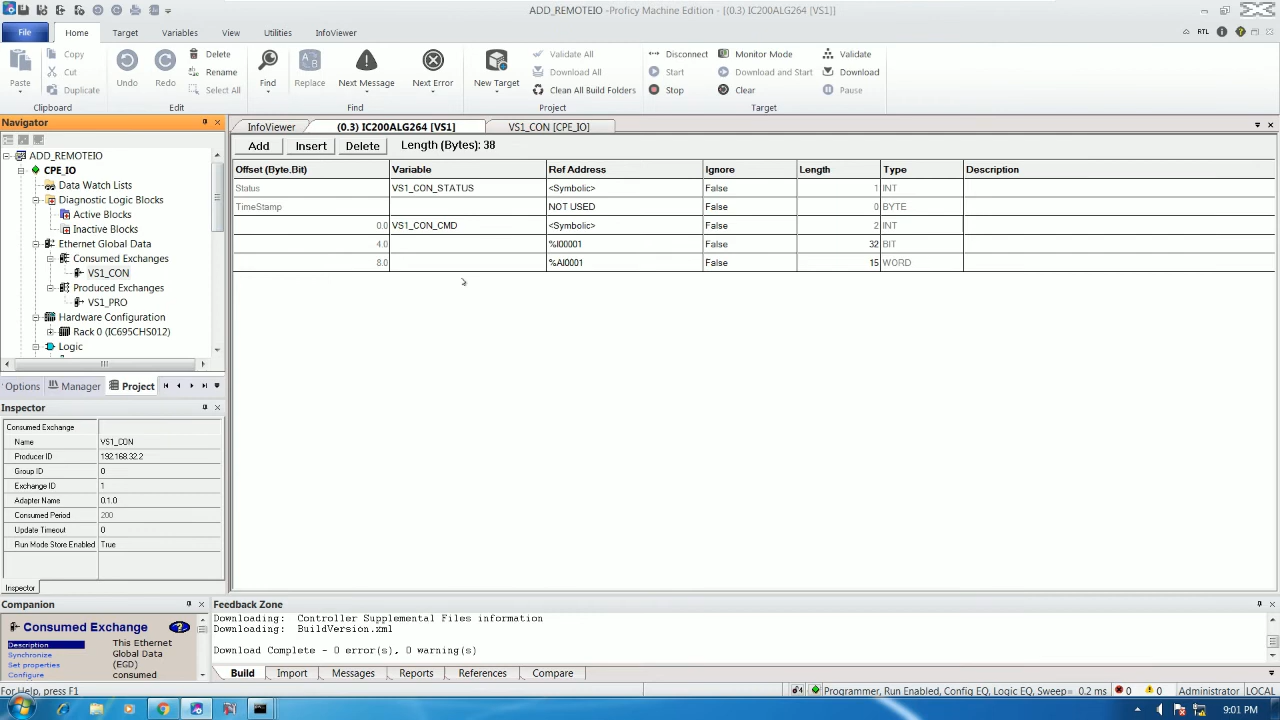 ADD_REMOTEIO -Proficy Machine Edition - [(0.3) IC200ALG264 [VS1]]
File Home Target Variables View Utilities InfoViewer RTL
Paste Copy Cut Duplicate
Clipboard
Undo Redo Delete Rename Select All
Edit
Find Replace Next Message Next Error
Find
New Target Validate All Download All Clean All Build Folders
Project
Disconnect Start Stop Monitor Mode Download and Start Clear Validate Download Pause
Target
Navigator
ADD_REMOTEIO
CPE_IO
Data Watch Lists
Diagnostic Logic Blocks
Active Blocks
Inactive Blocks
Ethernet Global Data
Consumed Exchanges
VS1_CON
Produced Exchanges
VS1_PRO
Hardware Configuration
Rack 0 (IC695CHS012)
Logic
Options Manager Project
Inspector
Consumed Exchange
Name VS1_CON
Producer ID 192.168.32.2
Group ID 0
Exchange ID 1
Adapter Name 0.1.0
Consumed Period 200
Update Timeout 0
Run Mode Store Enabled True
Inspector
Companion
Consumed Exchange
Description
Synchronize
Set properties
Configure
This Ethernet
Global Data
(EGD)
consumed
InfoViewer (0.3) IC200ALG264 [VS1] VS1_CON [CPE_IO]
Add Insert Delete Length (Bytes): 38
Offset (Byte.Bit) Variable Ref Address Ignore Length Type Description
Status VS1_CON_STATUS <Symbolic> False 1 INT
TimeStamp NOT USED False 0 BYTE
0.0 VS1_CON_CMD <Symbolic> False 2 INT
4.0 %I00001 False 32 BIT
8.0 %AI0001 False 15 WORD
Feedback Zone
Downloading: Controller Supplemental Files information
Downloading: BuildVersion.xml
Download Complete - 0 error(s), 0 warning(s)
Build Import Messages Reports References Compare
For Help, press F1
Programmer, Run Enabled, Config EQ, Logic EQ, Sweep= 0.2 ms 0 0 Administrator LOCAL
9:01 PM